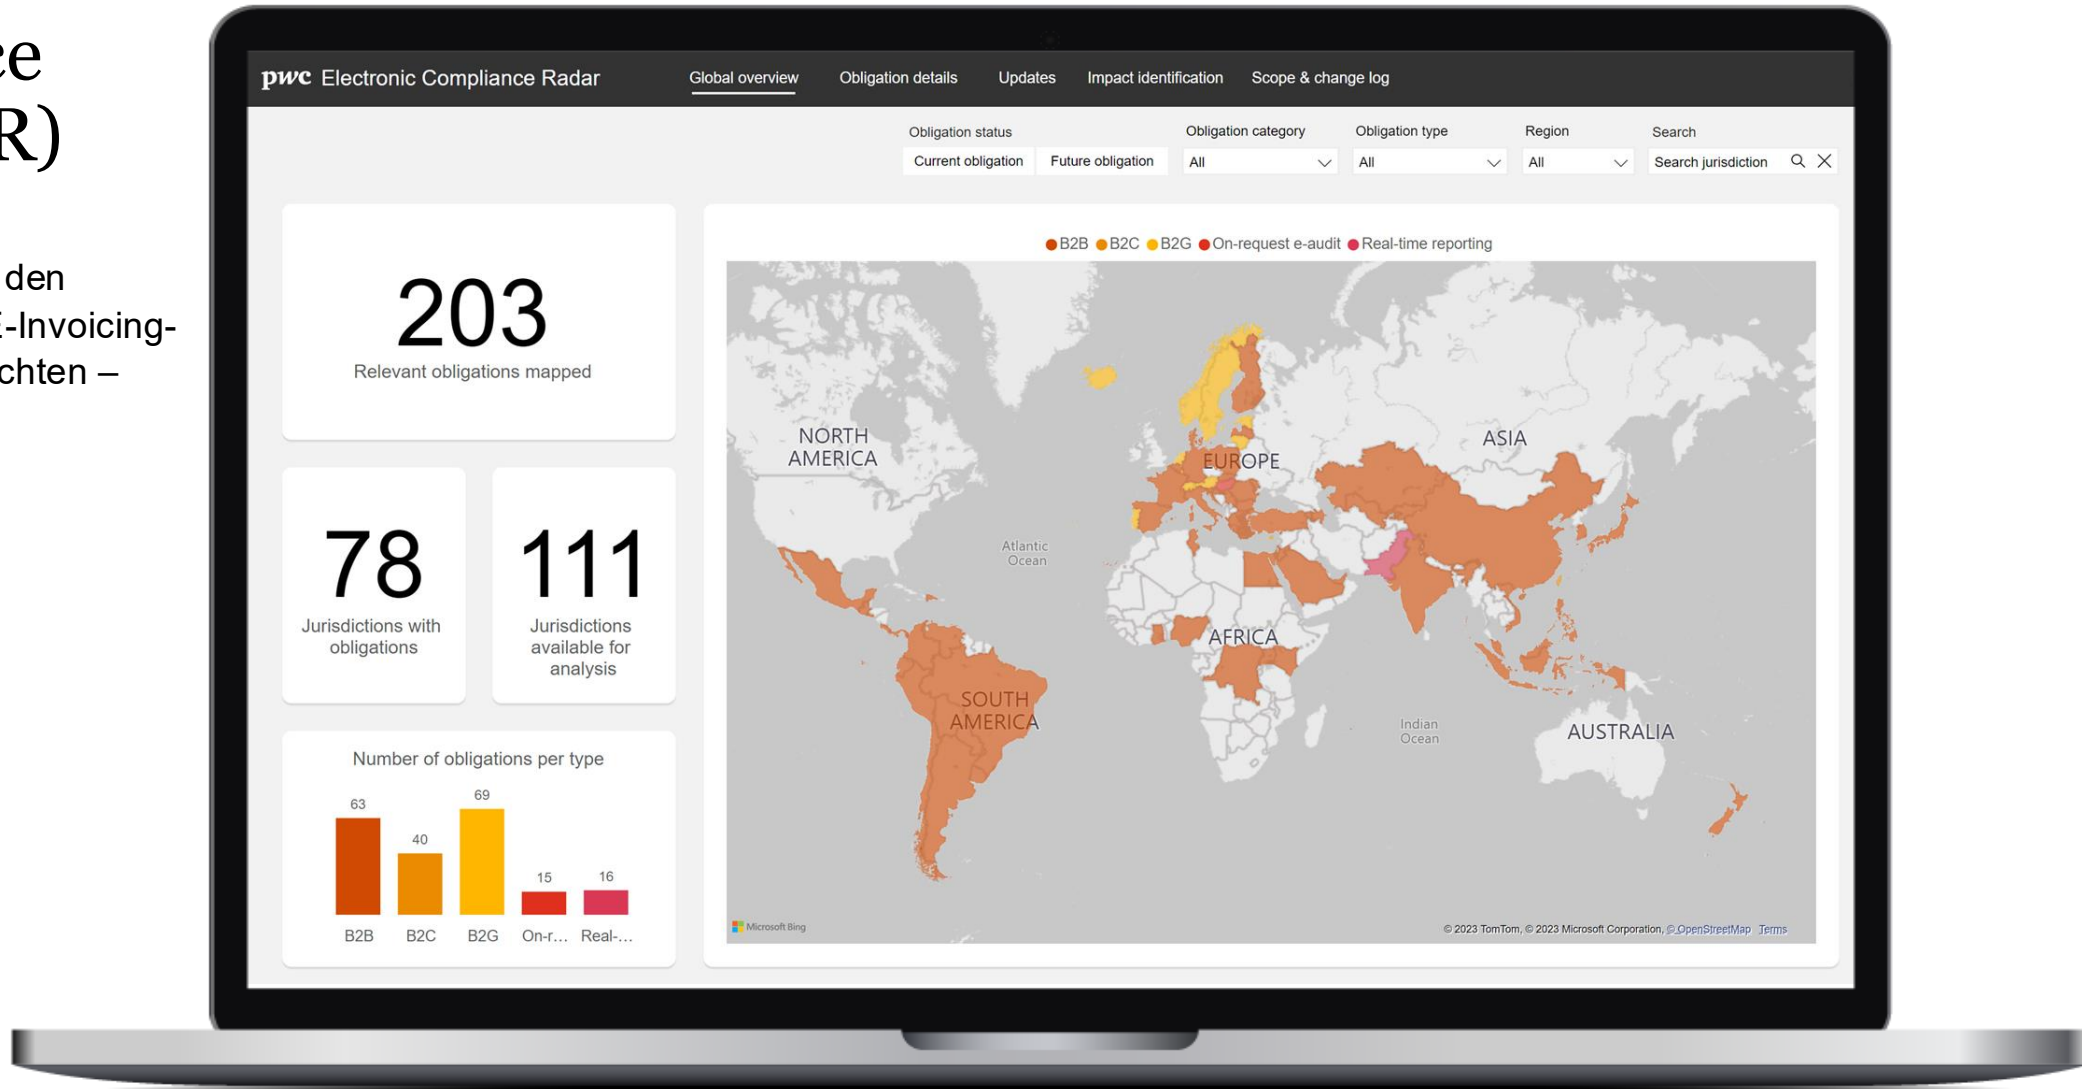 ce
R)
den
E-Invoicing-
chten –
pwc Electronic Compliance Radar
Global overview
Obligation details
Updates
Impact identification
Scope & change log
Obligation status
Current obligation
Future obligation
Obligation category
All
Obligation type
All
Region
All
Search
Search jurisdiction
203
Relevant obligations mapped
78
Jurisdictions with
obligations
111
Jurisdictions
available for
analysis
Number of obligations per type
63
40
69
15
16
B2B
B2C
B2G
On-r...
Real-...
B2B B2C B2G On-request e-audit Real-time reporting
NORTH
AMERICA
EUROPE
ASIA
Atlantic
Ocean
AFRICA
SOUTH
AMERICA
Indian
Ocean
AUSTRALIA
Microsoft Bing
© 2023 TomTom, © 2023 Microsoft Corporation, © OpenStreetMap Terms